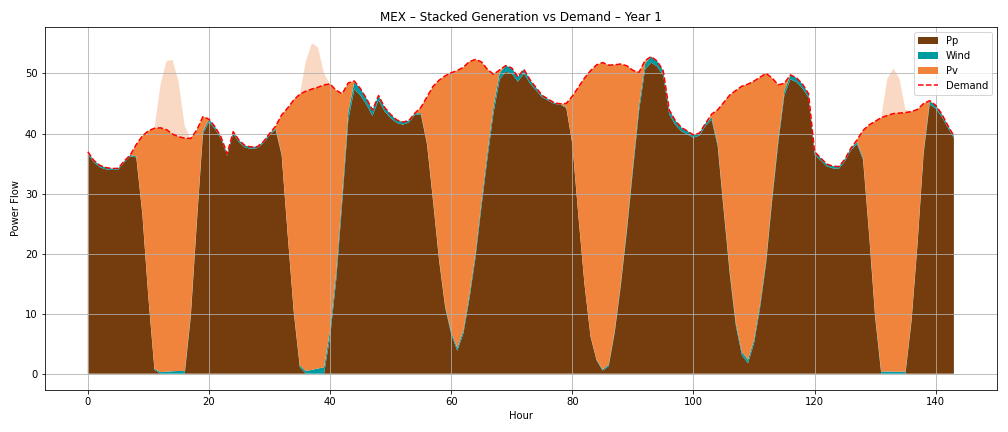 MEX – Stacked Generation vs Demand – Year 1
Pp
Wind
Pv
Demand
Power Flow
50
40
30
20
10
0
0 20 40 60 80 100 120 140
Hour